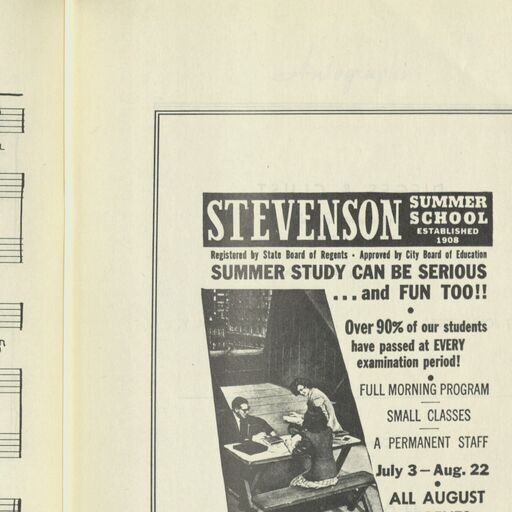 STEVENSON SUMMER SCHOOL
ESTABLISHED 1908
Registered by State Board of Regents • Approved by City Board of Education
SUMMER STUDY CAN BE SERIOUS
...and FUN TOO!!
Over 90% of our students
have passed at EVERY
examination period!
FULL MORNING PROGRAM
SMALL CLASSES
A PERMANENT STAFF
July 3 — Aug. 22
ALL AUGUST